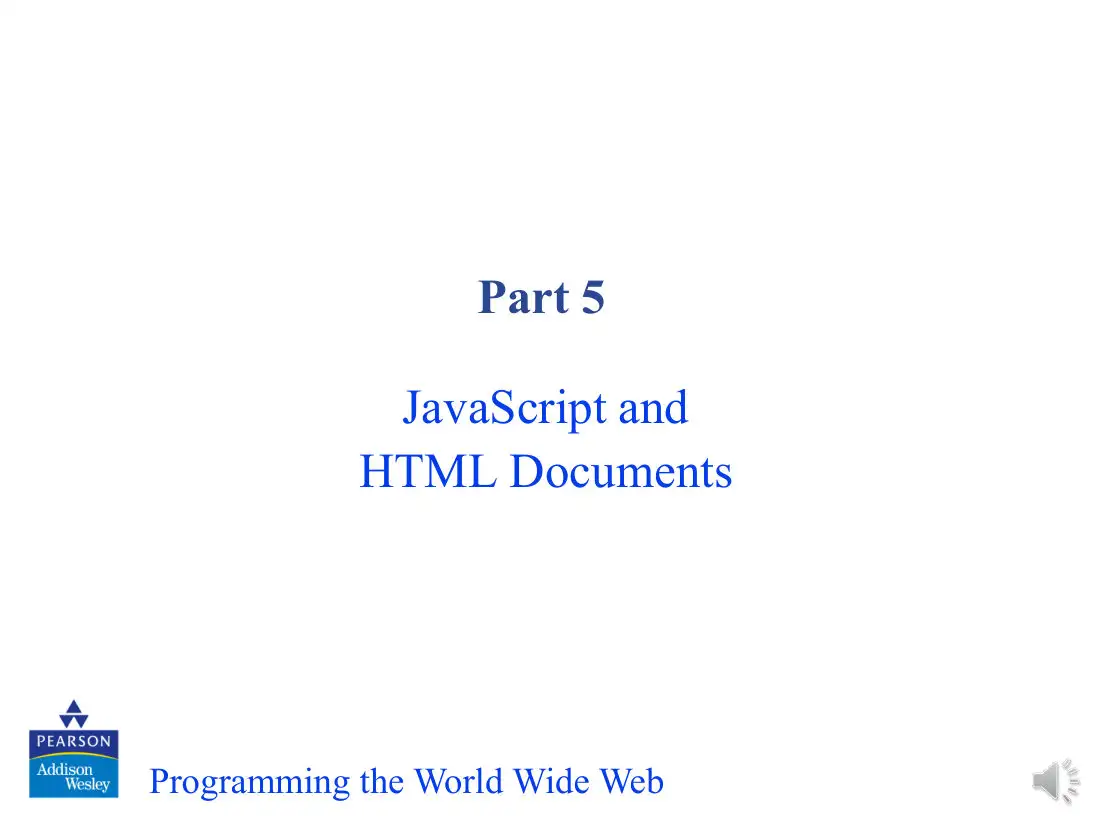 Part 5
JavaScript and
HTML Documents
PEARSON
Addison
Wesley
Programming the World Wide Web